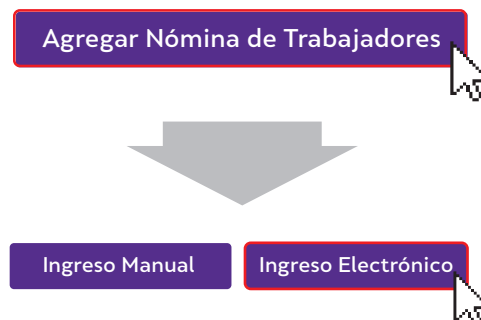 Agregar Nómina de Trabajadores
Ingreso Manual
Ingreso Electrónico